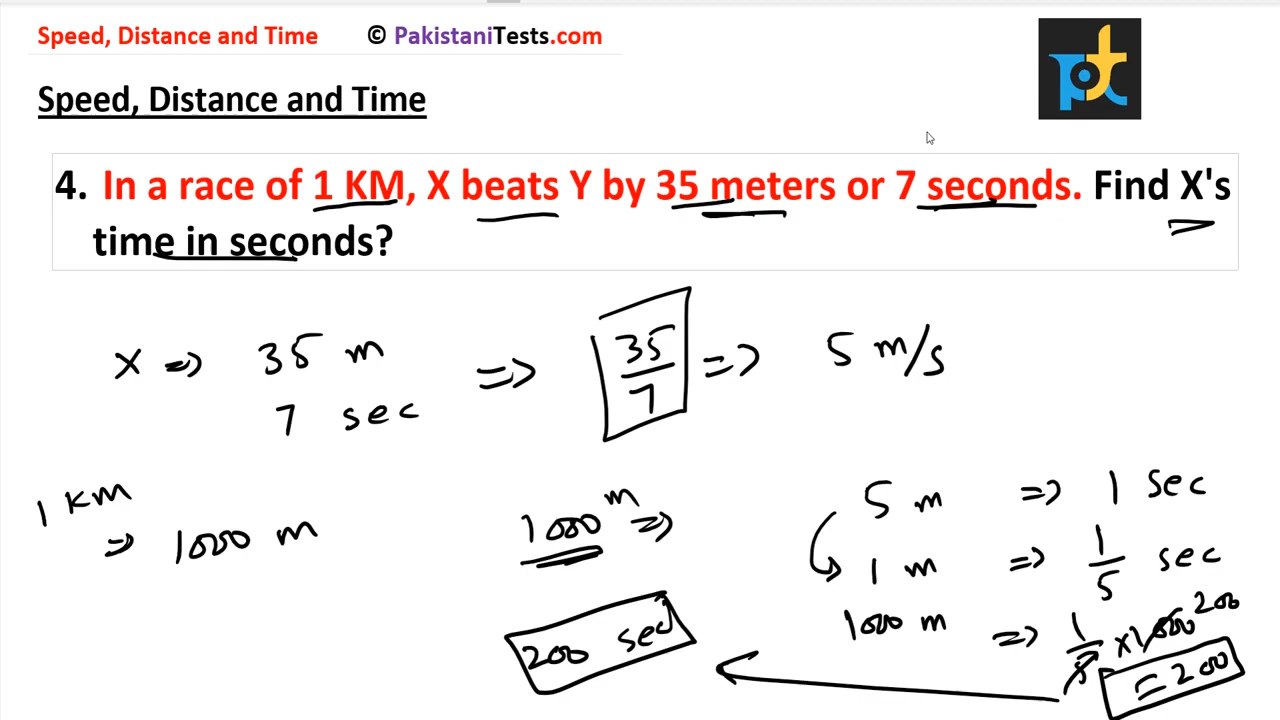 Speed, Distance and Time © PakistaniTests.com
pt
Speed, Distance and Time
4. In a race of 1 KM, X beats Y by 35 meters or 7 seconds. Find X's
time in seconds?
X => 35 m => 35/7 => 5 m/s
7 sec
1 KM
=> 1000 m
1000 m =>
200 sec
5 m => 1 sec
1 m => 1/5 sec
1000 m => 1/5 x 1000 200
= 200